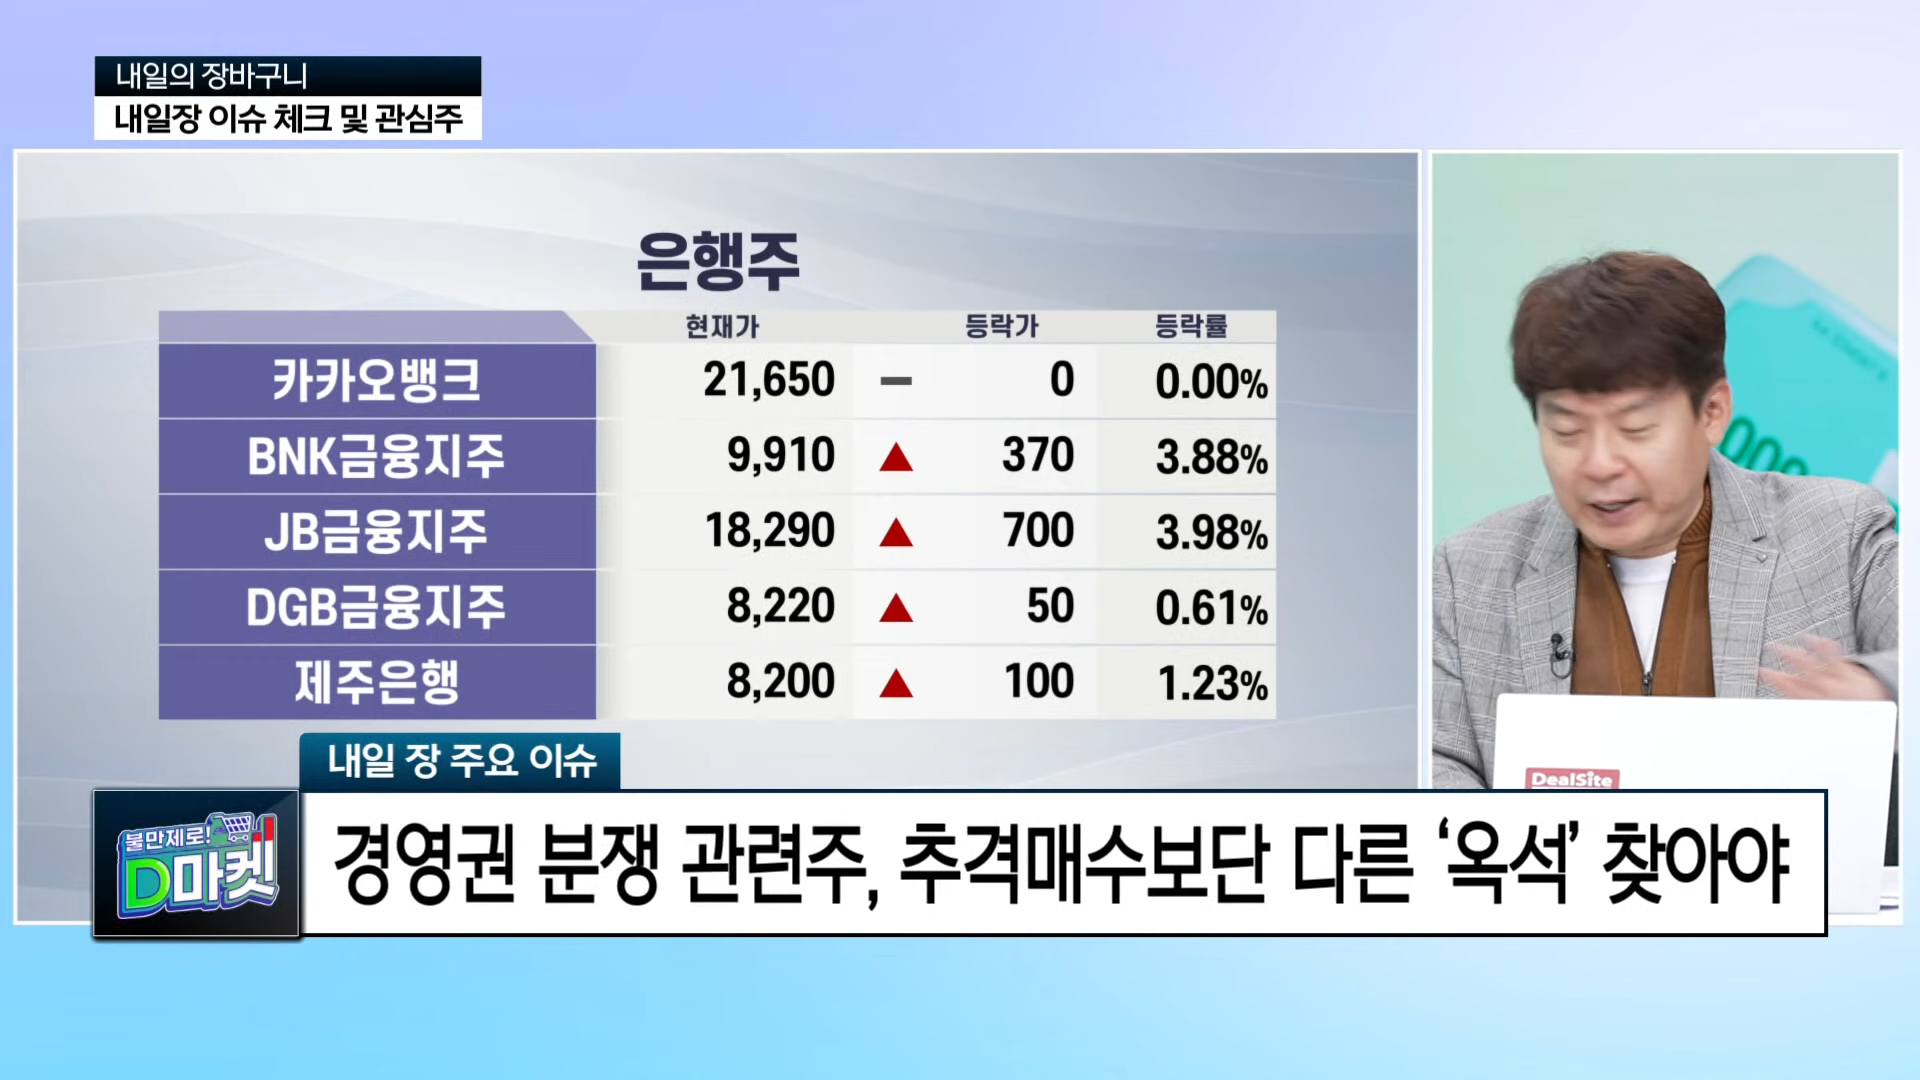 내일의 장바구니
내일장 이슈 체크 및 관심주
은행주
현재가 등락가 등락률
카카오뱅크 21,650 0 0.00%
BNK금융지주 9,910 ▲ 370 3.88%
JB금융지주 18,290 ▲ 700 3.98%
DGB금융지주 8,220 ▲ 50 0.61%
제주은행 8,200 ▲ 100 1.23%
DealSite
내일 장 주요 이슈
불만제로!
D마켓
경영권 분쟁 관련주, 추격매수보단 다른 ‘옥석’ 찾아야